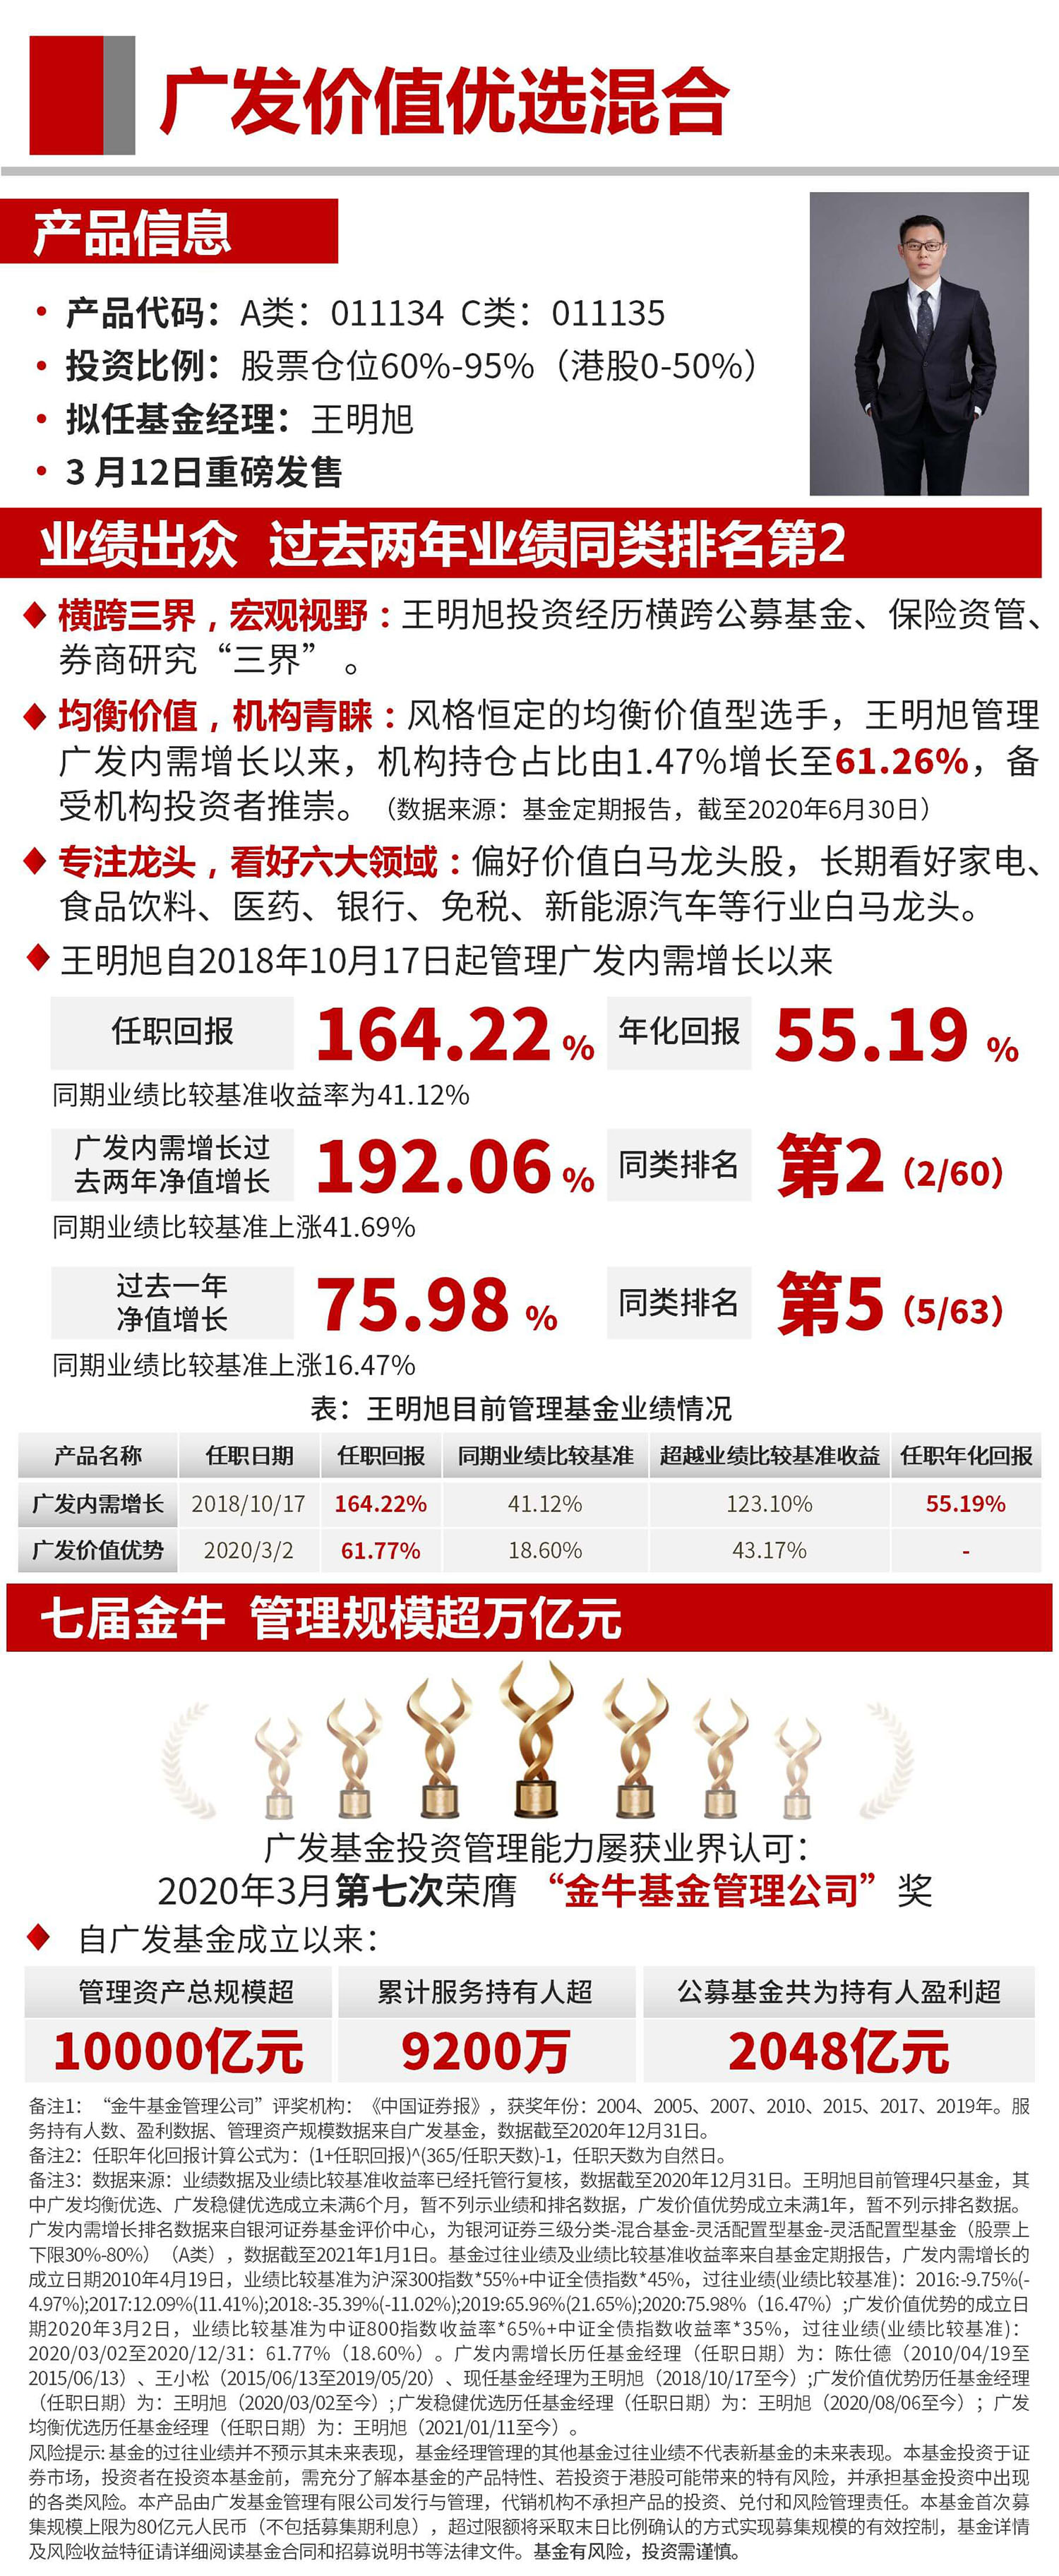 广发价值优选混合
产品信息
• 产品代码：A类：011134 C类：011135
• 投资比例：股票仓位60%-95%（港股0-50%）
• 拟任基金经理：王明旭
• 3月12日重磅发售
业绩出众 过去两年业绩同类排名第2
横跨三界，宏观视野：王明旭投资经历横跨公募基金、保险资管、
券商研究“三界” 。
均衡价值，机构青睐：风格恒定的均衡价值型选手，王明旭管理
广发内需增长以来，机构持仓占比由1.47%增长至61.26%，备
受机构投资者推崇。（数据来源：基金定期报告，截至2020年6月30日）
专注龙头，看好六大领域：偏好价值白马龙头股，长期看好家电、
食品饮料、医药、银行、免税、新能源汽车等行业白马龙头。
王明旭自2018年10月17日起管理广发内需增长以来
任职回报 164.22% 年化回报 55.19%
同期业绩比较基准收益率为41.12%
广发内需增长过
去两年净值增长 192.06% 同类排名 第2（2/60）
同期业绩比较基准上涨41.69%
过去一年
净值增长 75.98% 同类排名 第5（5/63）
同期业绩比较基准上涨16.47%
表：王明旭目前管理基金业绩情况
产品名称 任职日期 任职回报 同期业绩比较基准 超越业绩比较基准收益 任职年化回报
广发内需增长 2018/10/17 164.22% 41.12% 123.10% 55.19%
广发价值优势 2020/3/2 61.77% 18.60% 43.17% -
七届金牛 管理规模超万亿元
广发基金投资管理能力屡获业界认可：
2020年3月第七次荣膺 “金牛基金管理公司” 奖
自广发基金成立以来：
管理资产总规模超 累计服务持有人超 公募基金共为持有人盈利超
10000亿元 9200万 2048亿元
备注1：“金牛基金管理公司”评奖机构：《中国证券报》，获奖年份：2004、2005、2007、2010、2015、2017、2019年。服
务持有人数、盈利数据、管理资产规模数据来自广发基金，数据截至2020年12月31日。
备注2：任职年化回报计算公式为：(1+任职回报)^(365/任职天数)-1，任职天数为自然日。
备注3：数据来源：业绩数据及业绩比较基准收益率已经托管行复核，数据截至2020年12月31日。王明旭目前管理4只基金，其
中广发均衡优选、广发稳健优选成立未满6个月，暂不列示业绩和排名数据，广发价值优势成立未满1年，暂不列示排名数据。
广发内需增长排名数据来自银河证券基金评价中心，为银河证券三级分类-混合基金-灵活配置型基金-灵活配置型基金（股票上
下限30%-80%）（A类），数据截至2021年1月1日。基金过往业绩及业绩比较基准收益率来自基金定期报告，广发内需增长的
成立日期2010年4月19日，业绩比较基准为沪深300指数*55%+中证全债指数*45%，过往业绩(业绩比较基准)：2016:-9.75%(-
4.97%);2017:12.09%(11.41%);2018:-35.39%(-11.02%);2019:65.96%(21.65%);2020:75.98%（16.47%）;广发价值优势的成立日
期2020年3月2日，业绩比较基准为中证800指数收益率*65%+中证全债指数收益率*35%，过往业绩(业绩比较基准)：
2020/03/02至2020/12/31：61.77%（18.60%）。广发内需增长历任基金经理（任职日期）为：陈仕德（2010/04/19至
2015/06/13）、王小松（2015/06/13至2019/05/20）、现任基金经理为王明旭（2018/10/17至今）;广发价值优势历任基金经理
（任职日期）为：王明旭（2020/03/02至今）;广发稳健优选历任基金经理（任职日期）为：王明旭（2020/08/06至今）；广发
均衡优选历任基金经理（任职日期）为：王明旭（2021/01/11至今）。
风险提示:基金的过往业绩并不预示其未来表现，基金经理管理的其他基金过往业绩不代表新基金的未来表现。本基金投资于证
券市场，投资者在投资本基金前，需充分了解本基金的产品特性、若投资于港股可能带来的特有风险，并承担基金投资中出现
的各类风险。本产品由广发基金管理有限公司发行与管理，代销机构不承担产品的投资、兑付和风险管理责任。本基金首次募
集规模上限为80亿元人民币（不包括募集期利息），超过限额将采取末日比例确认的方式实现募集规模的有效控制，基金详情
及风险收益特征请详细阅读基金合同和招募说明书等法律文件。基金有风险，投资需谨慎。